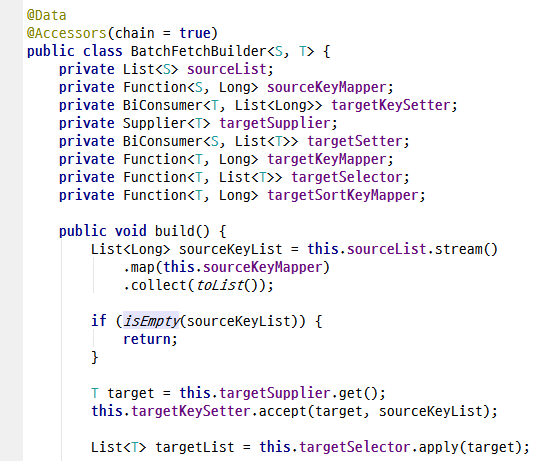 @Data
@Accessors(chain = true)
public class BatchFetchBuilder<S, T> {
    private List<S> sourceList;
    private Function<S, Long> sourceKeyMapper;
    private BiConsumer<T, List<Long>> targetKeySetter;
    private Supplier<T> targetSupplier;
    private BiConsumer<S, List<T>> targetSetter;
    private Function<T, Long> targetKeyMapper;
    private Function<T, List<T>> targetSelector;
    private Function<T, Long> targetSortKeyMapper;
    public void build() {
        List<Long> sourceKeyList = this.sourceList.stream()
            .map(this.sourceKeyMapper)
            .collect(toList());
        if (isEmpty(sourceKeyList)) {
            return;
        }
        T target = this.targetSupplier.get();
        this.targetKeySetter.accept(target, sourceKeyList);
        List<T> targetList = this.targetSelector.apply(target);